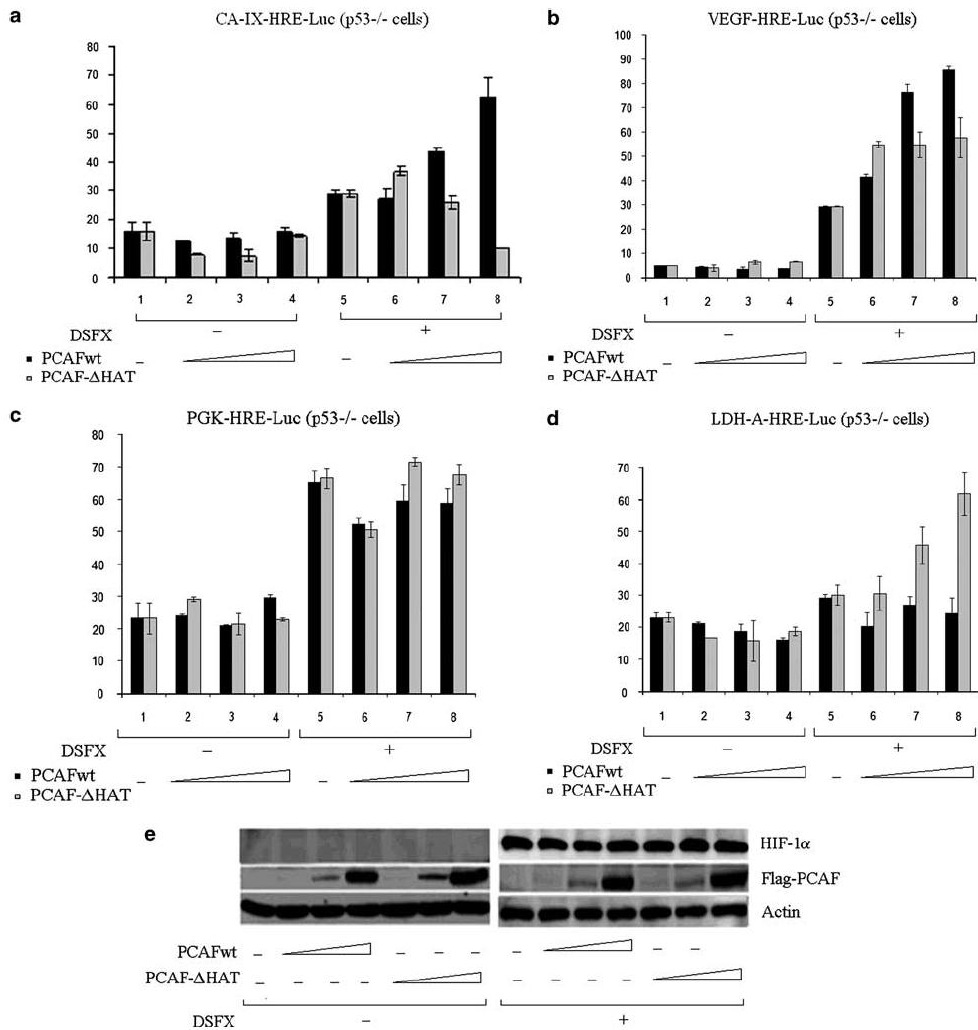 a
CA-IX-HRE-Luc (p53-/- cells)
80
70
60
50
40
30
20
10
0
1 2 3 4 5 6 7 8
DSFX – +
PCAFwt
PCAF-ΔHAT
– –
b
VEGF-HRE-Luc (p53-/- cells)
100
90
80
70
60
50
40
30
20
10
0
1 2 3 4 5 6 7 8
DSFX – +
PCAFwt
PCAF-ΔHAT
– –
c
PGK-HRE-Luc (p53-/- cells)
80
70
60
50
40
30
20
10
0
1 2 3 4 5 6 7 8
DSFX – +
PCAFwt
PCAF-ΔHAT
– –
d
LDH-A-HRE-Luc (p53-/- cells)
70
60
50
40
30
20
10
0
1 2 3 4 5 6 7 8
DSFX – +
PCAFwt
PCAF-ΔHAT
– –
e
HIF-1α
Flag-PCAF
Actin
PCAFwt – – – – – – –
PCAF-ΔHAT – – – – – – – –
DSFX – +